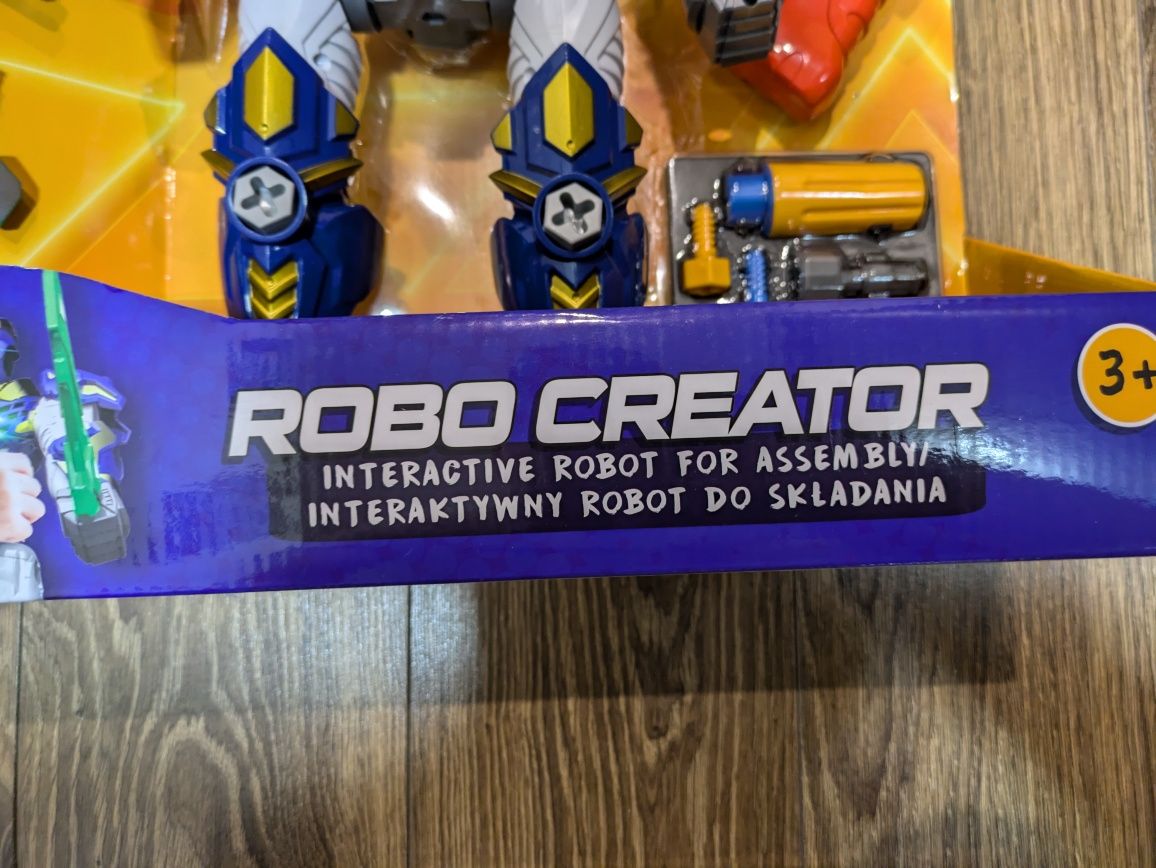 3+
ROBO CREATOR
INTERACTIVE ROBOT FOR ASSEMBLY/
INTERAKTYWNY ROBOT DO SKŁADANIA